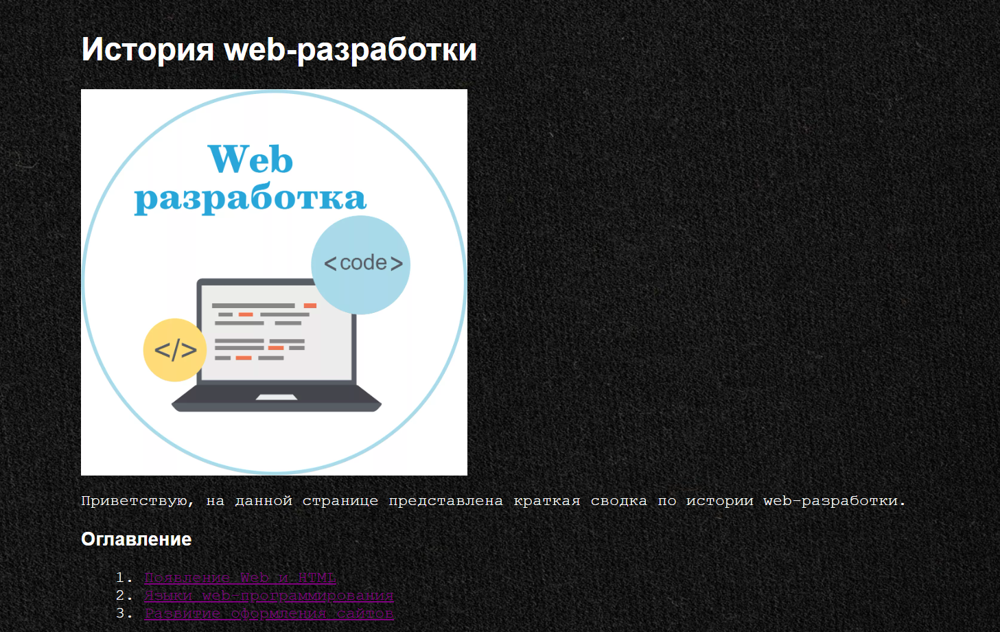 История web-разработки
Web
разработка
<code>
</>
Приветствую, на данной странице представлена краткая сводка по истории web-разработки.
Оглавление
1. Появление Web и HTML
2. Языки web-программирования
3. Развитие оформления сайтов